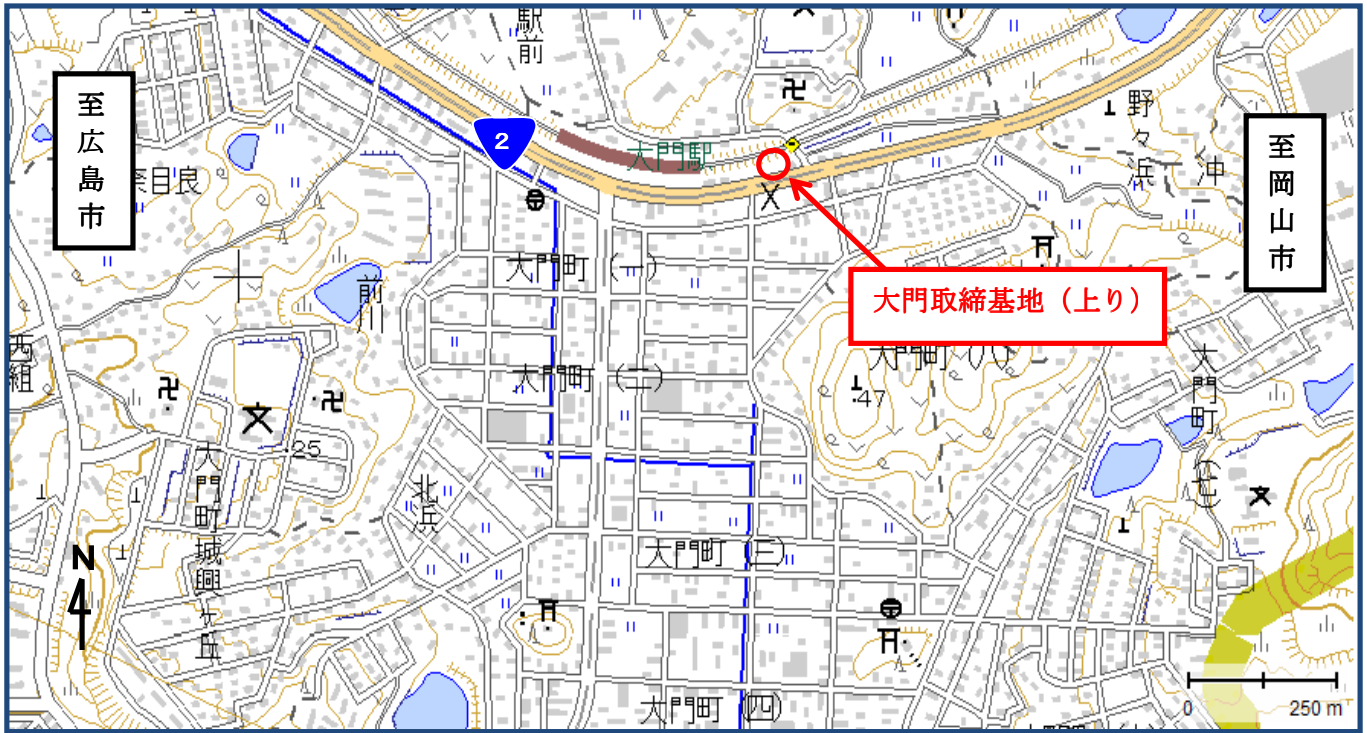 駅前
至広島市
2
大門駅
野々浜
沖
至岡山市
奈良目
大門町（一）
大門取締基地（上り）
前川
西組
大門町（二）
大門町（八）
47
大門町（七）
25
北浜
大門町城興ヶ丘
大門町（三）
N
大門町（四）
0
250 m